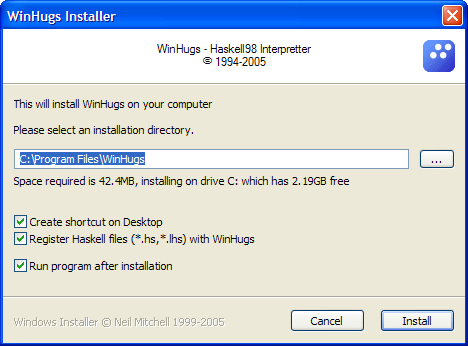 WinHugs Installer
WinHugs - Haskell98 Interpretter
© 1994-2005
This will install WinHugs on your computer
Please select an installation directory.
C:\Program Files\WinHugs
...
Space required is 42.4MB, installing on drive C: which has 2.19GB free
Create shortcut on Desktop
Register Haskell files (*.hs,*.lhs) with WinHugs
Run program after installation
Windows Installer © Neil Mitchell 1999-2005
Cancel
Install